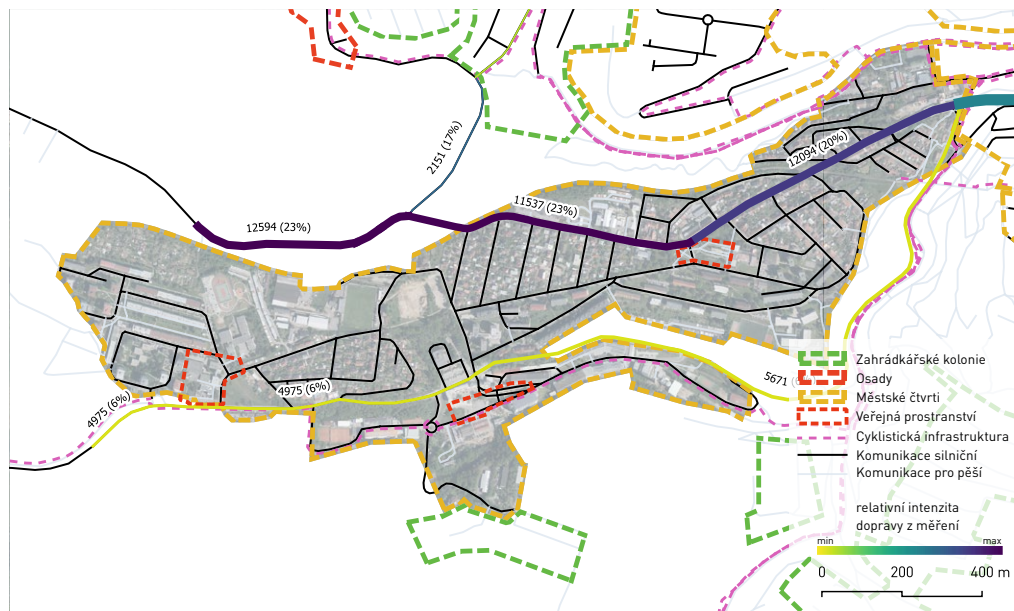 2151 (17%)
12094 (20%)
11537 (23%)
12594 (23%)
4975 (6%)
4975 (6%)
5671
Zahrádkářské kolonie
Osady
Městské čtvrti
Veřejná prostranství
Cyklistická infrastruktura
Komunikace silniční
Komunikace pro pěší
relativní intenzita
dopravy z měření
min max
0 200 400 m